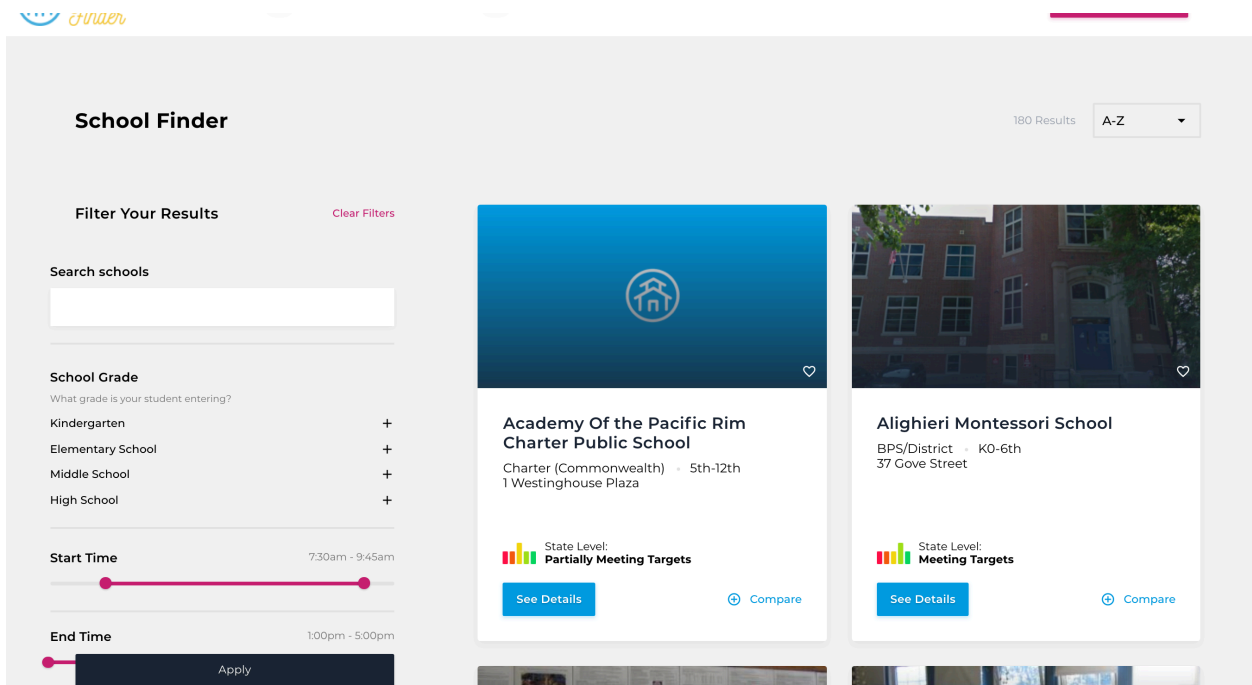 Finder
School Finder
180 Results
A-Z
Filter Your Results
Clear Filters
Search schools
School Grade
What grade is your student entering?
Kindergarten
Elementary School
Middle School
High School
Start Time
7:30am - 9:45am
End Time
1:00pm - 5:00pm
Apply
Academy Of the Pacific Rim
Charter Public School
Charter (Commonwealth) • 5th-12th
1 Westinghouse Plaza
State Level:
Partially Meeting Targets
See Details
Compare
Alighieri Montessori School
BPS/District • K0-6th
37 Gove Street
State Level:
Meeting Targets
See Details
Compare